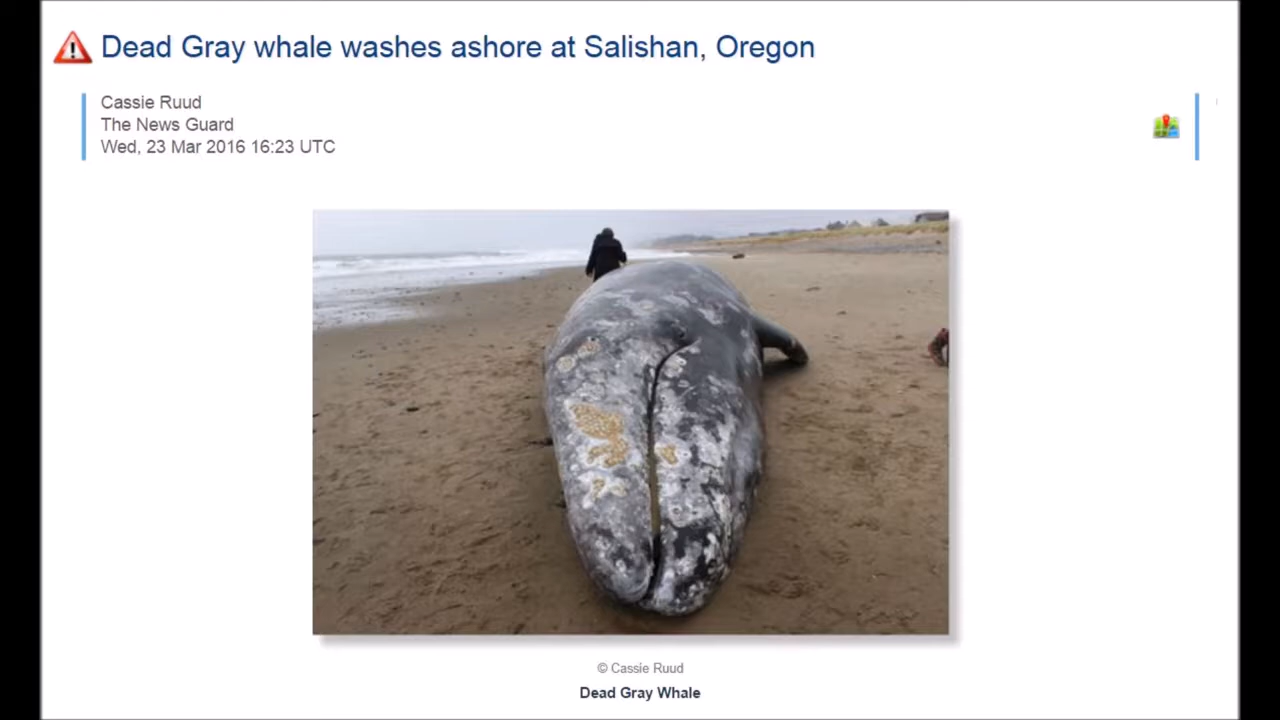 Dead Gray whale washes ashore at Salishan, Oregon
Cassie Ruud
The News Guard
Wed, 23 Mar 2016 16:23 UTC
© Cassie Ruud
Dead Gray Whale